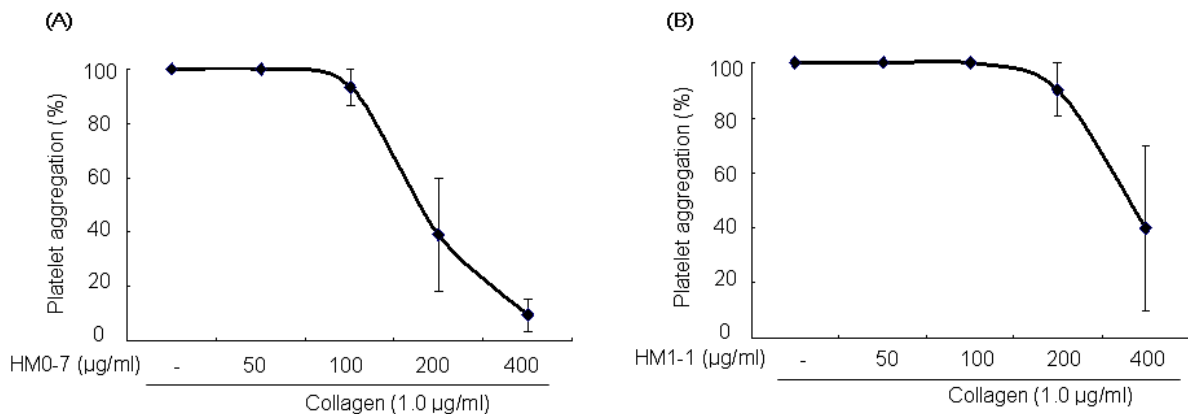 (A)
Platelet aggregation (%)
100
80
60
40
20
0
HM0-7 (μg/ml) - 50 100 200 400
Collagen (1.0 μg/ml)
(B)
Platelet aggregation (%)
100
80
60
40
20
0
HM1-1 (μg/ml) - 50 100 200 400
Collagen (1.0 μg/ml)